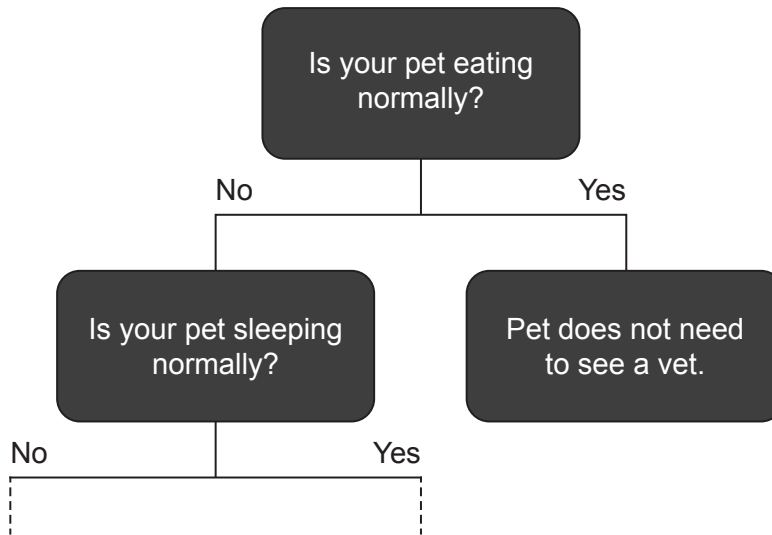 Is your pet eating
normally?
No
Yes
Is your pet sleeping
normally?
Pet does not need
to see a vet.
No
Yes